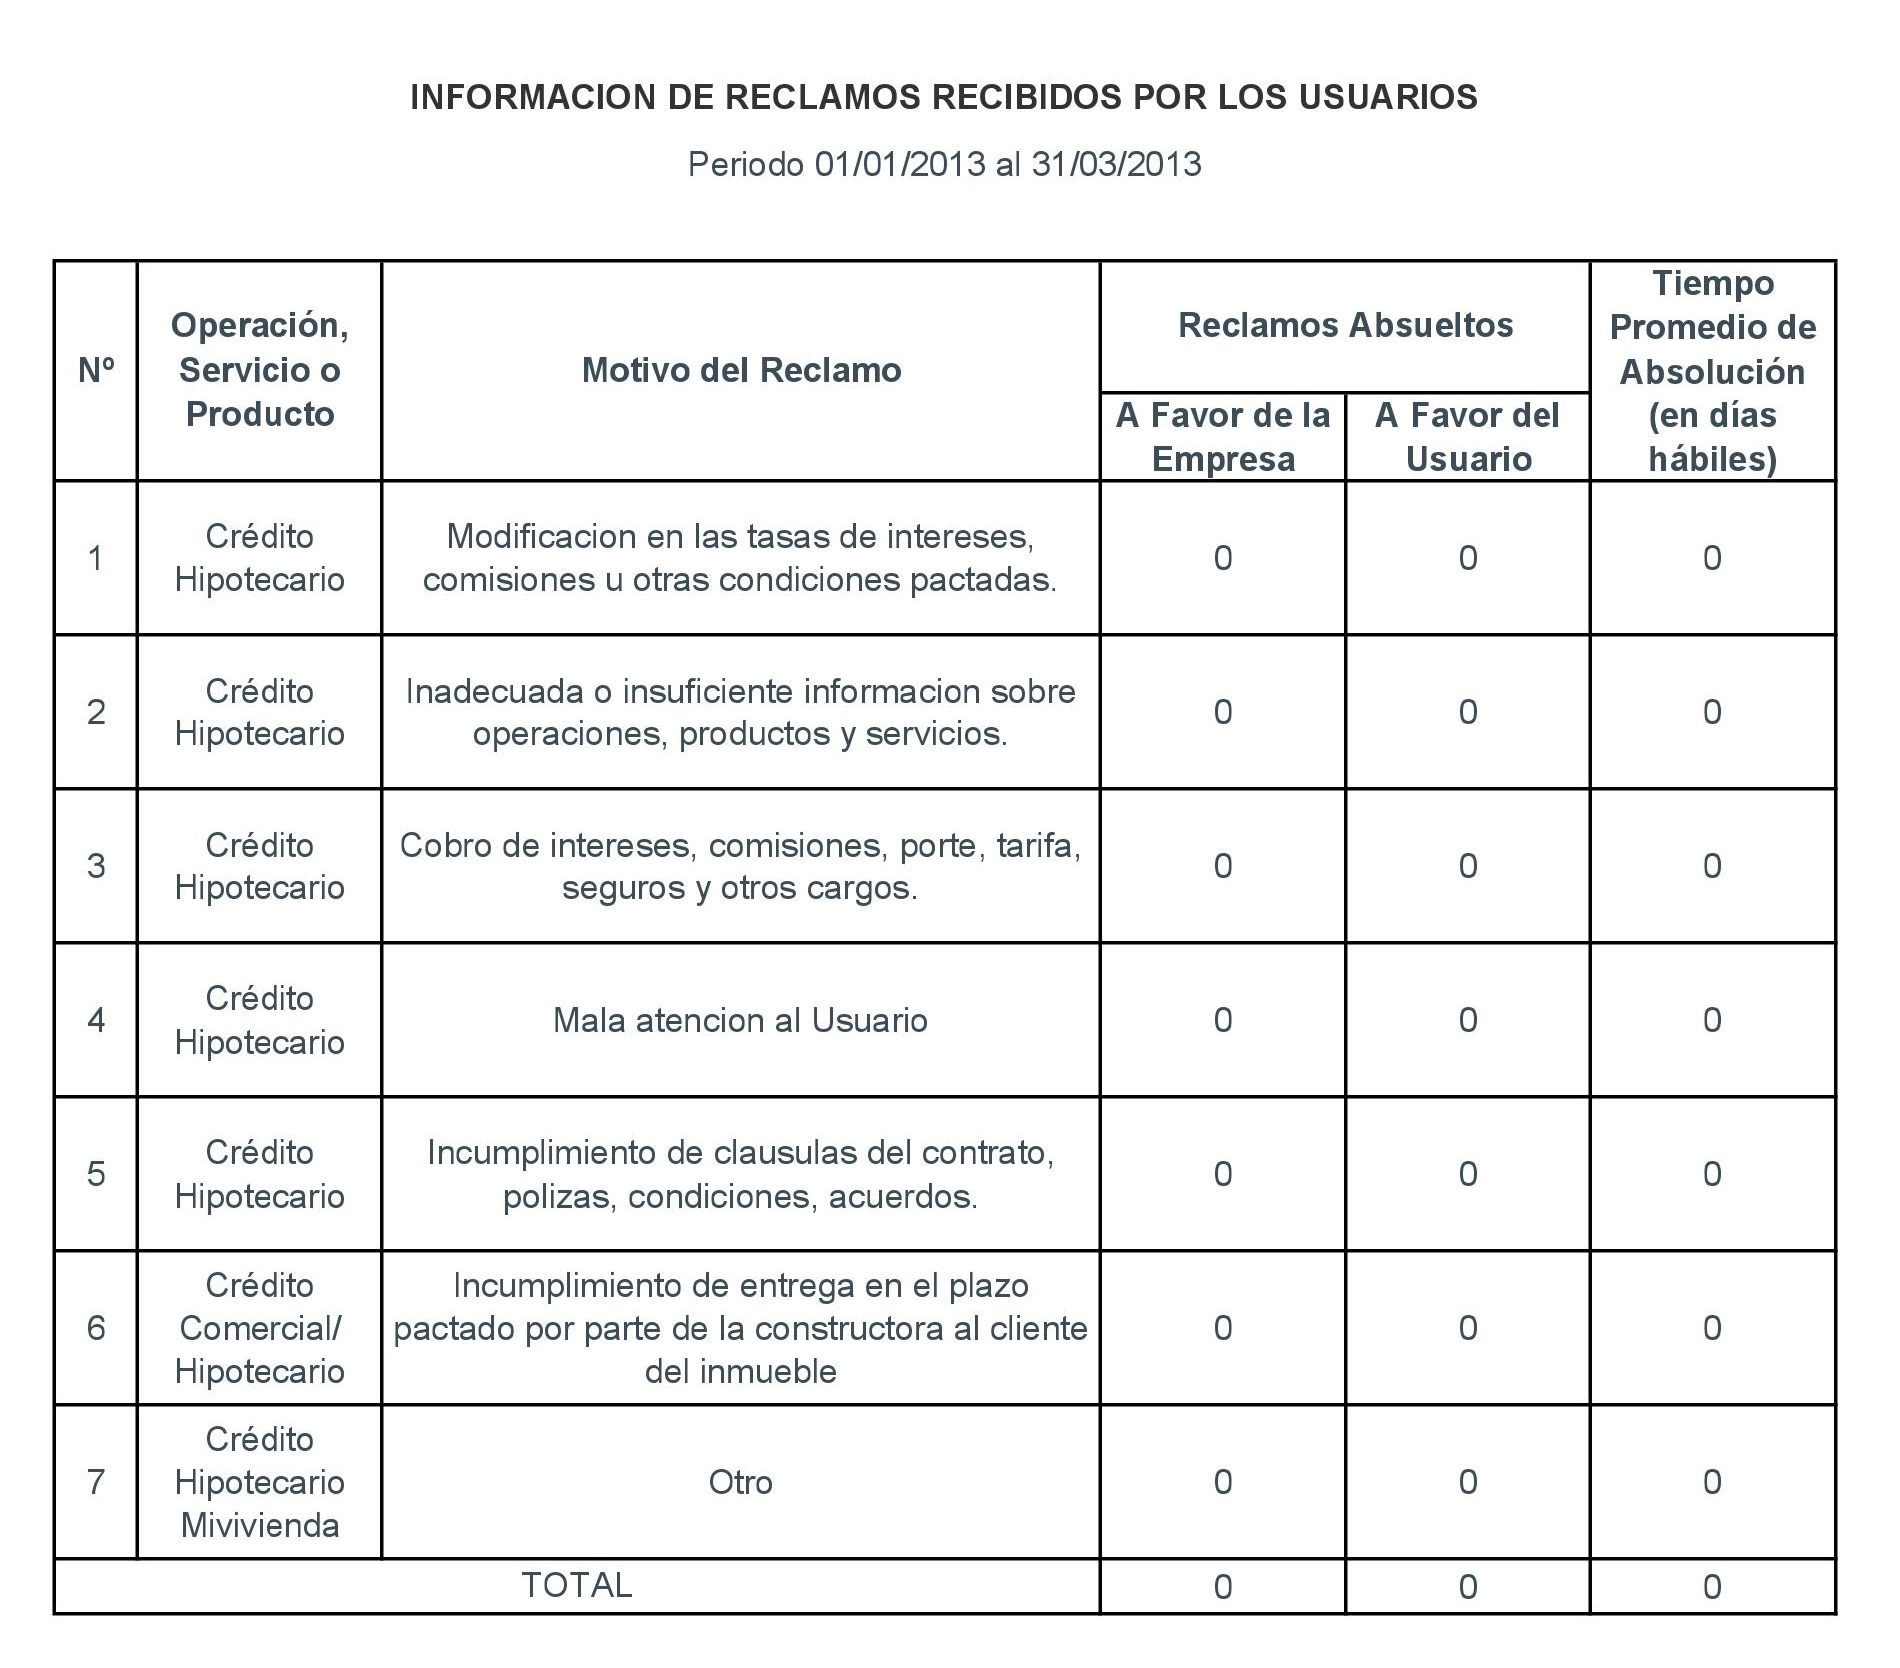 INFORMACION DE RECLAMOS RECIBIDOS POR LOS USUARIOS
Periodo 01/01/2013 al 31/03/2013
Nº
Operación,
Servicio o
Producto
Motivo del Reclamo
Reclamos Absueltos
A Favor de la
Empresa
A Favor del
Usuario
Tiempo
Promedio de
Absolución
(en días
hábiles)
1
Crédito
Hipotecario
Modificacion en las tasas de intereses,
comisiones u otras condiciones pactadas.
0
0
0
2
Crédito
Hipotecario
Inadecuada o insuficiente informacion sobre
operaciones, productos y servicios.
0
0
0
3
Crédito
Hipotecario
Cobro de intereses, comisiones, porte, tarifa,
seguros y otros cargos.
0
0
0
4
Crédito
Hipotecario
Mala atencion al Usuario
0
0
0
5
Crédito
Hipotecario
Incumplimiento de clausulas del contrato,
polizas, condiciones, acuerdos.
0
0
0
6
Crédito
Comercial/
Hipotecario
Incumplimiento de entrega en el plazo
pactado por parte de la constructora al cliente
del inmueble
0
0
0
7
Crédito
Hipotecario
Mivivienda
Otro
0
0
0
TOTAL
0
0
0